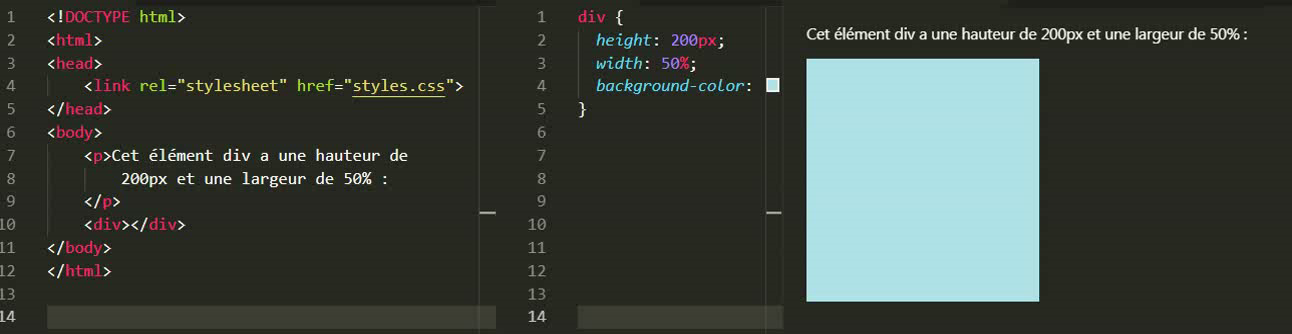 1 <!DOCTYPE html>
2 <html>
3 <head>
4 <link rel="stylesheet" href="styles.css">
5 </head>
6 <body>
7 <p>Cet élément div a une hauteur de
8 200px et une largeur de 50% :
9 </p>
10 <div></div>
11 </body>
12 </html>
13
14
1 div {
2 height: 200px;
3 width: 50%;
4 background-color:
5 }
6
7
8
9
10
11
12
13
14
Cet élément div a une hauteur de 200px et une largeur de 50% :